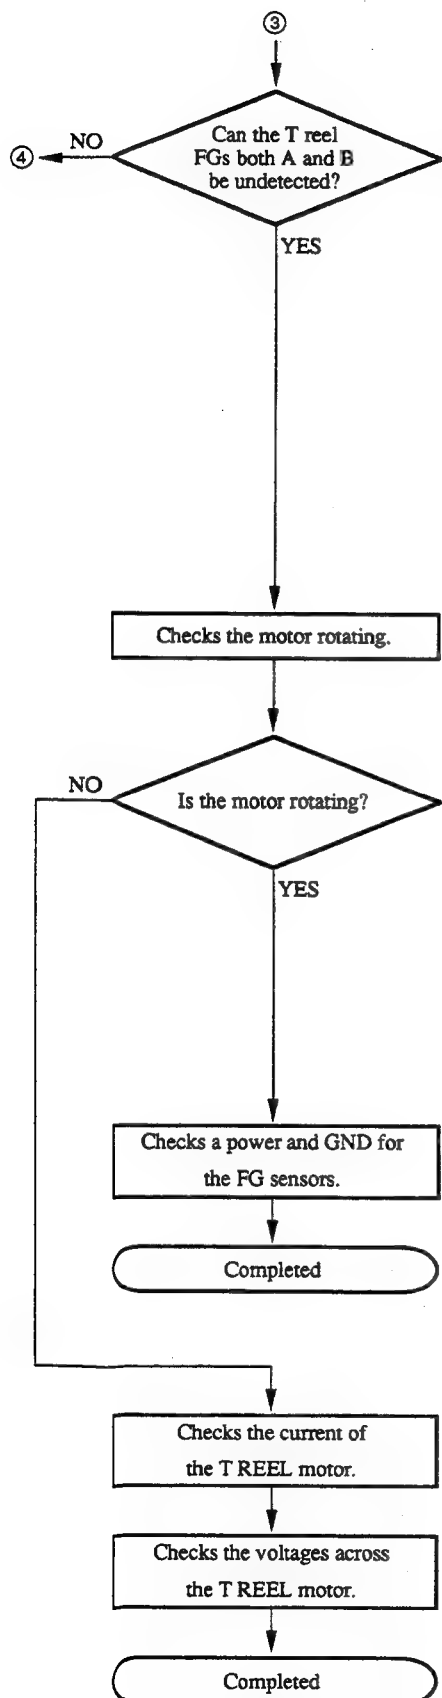 ③
Can the T reel
FGs both A and B
be undetected?
NO
④
YES
Checks the motor rotating.
NO
Is the motor rotating?
YES
Checks a power and GND for
the FG sensors.
Completed
Checks the current of
the T REEL motor.
Checks the voltages across
the T REEL motor.
Completed